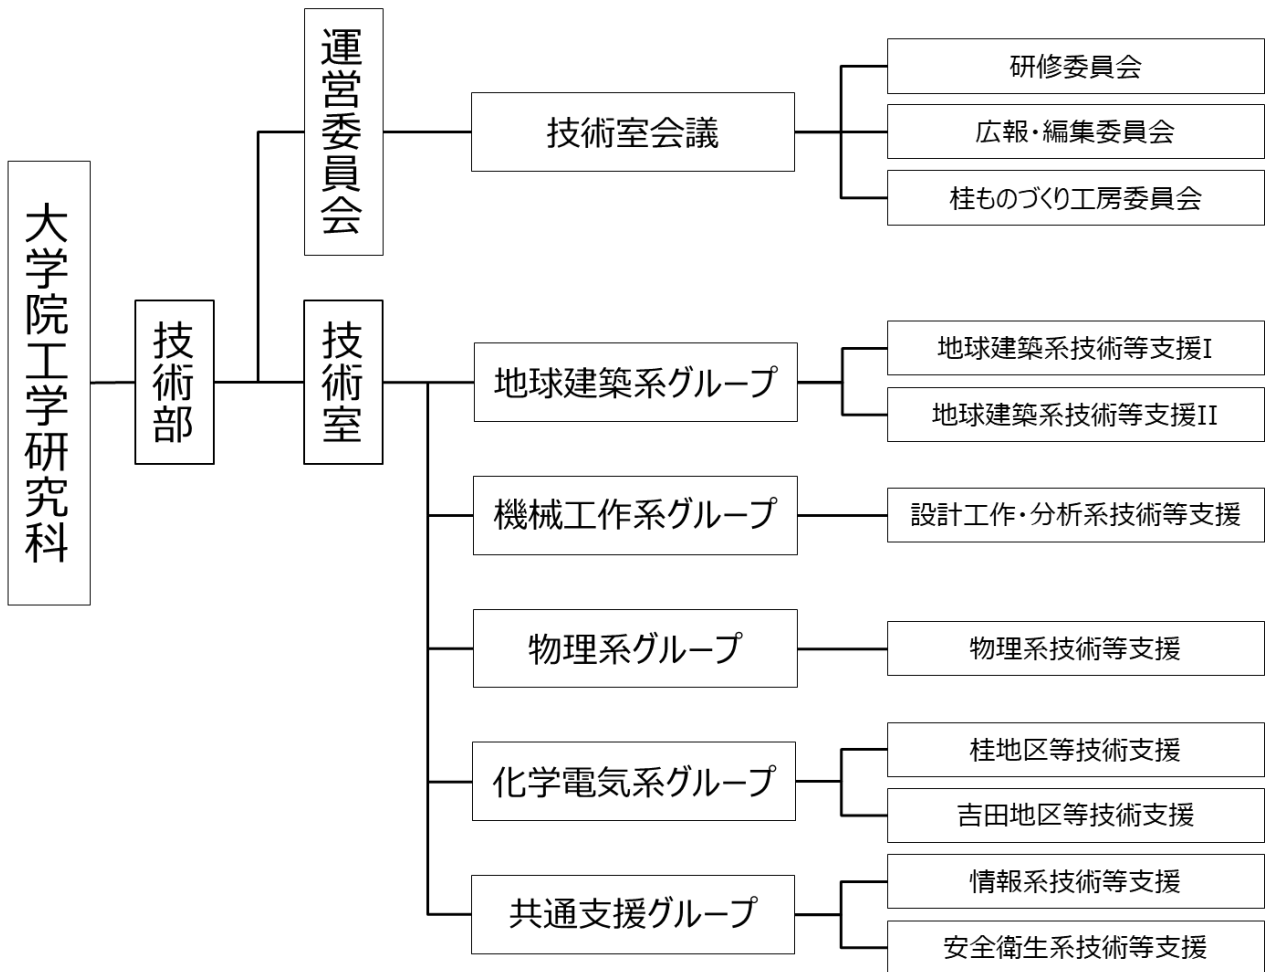 大学院工学研究科
技術部
運営委員会
技術室会議
研修委員会
広報・編集委員会
桂ものづくり工房委員会
技術室
地球建築系グループ
地球建築系技術等支援I
地球建築系技術等支援II
機械工作系グループ
設計工作・分析系技術等支援
物理系グループ
物理系技術等支援
化学電気系グループ
桂地区等技術支援
吉田地区等技術支援
共通支援グループ
情報系技術等支援
安全衛生系技術等支援